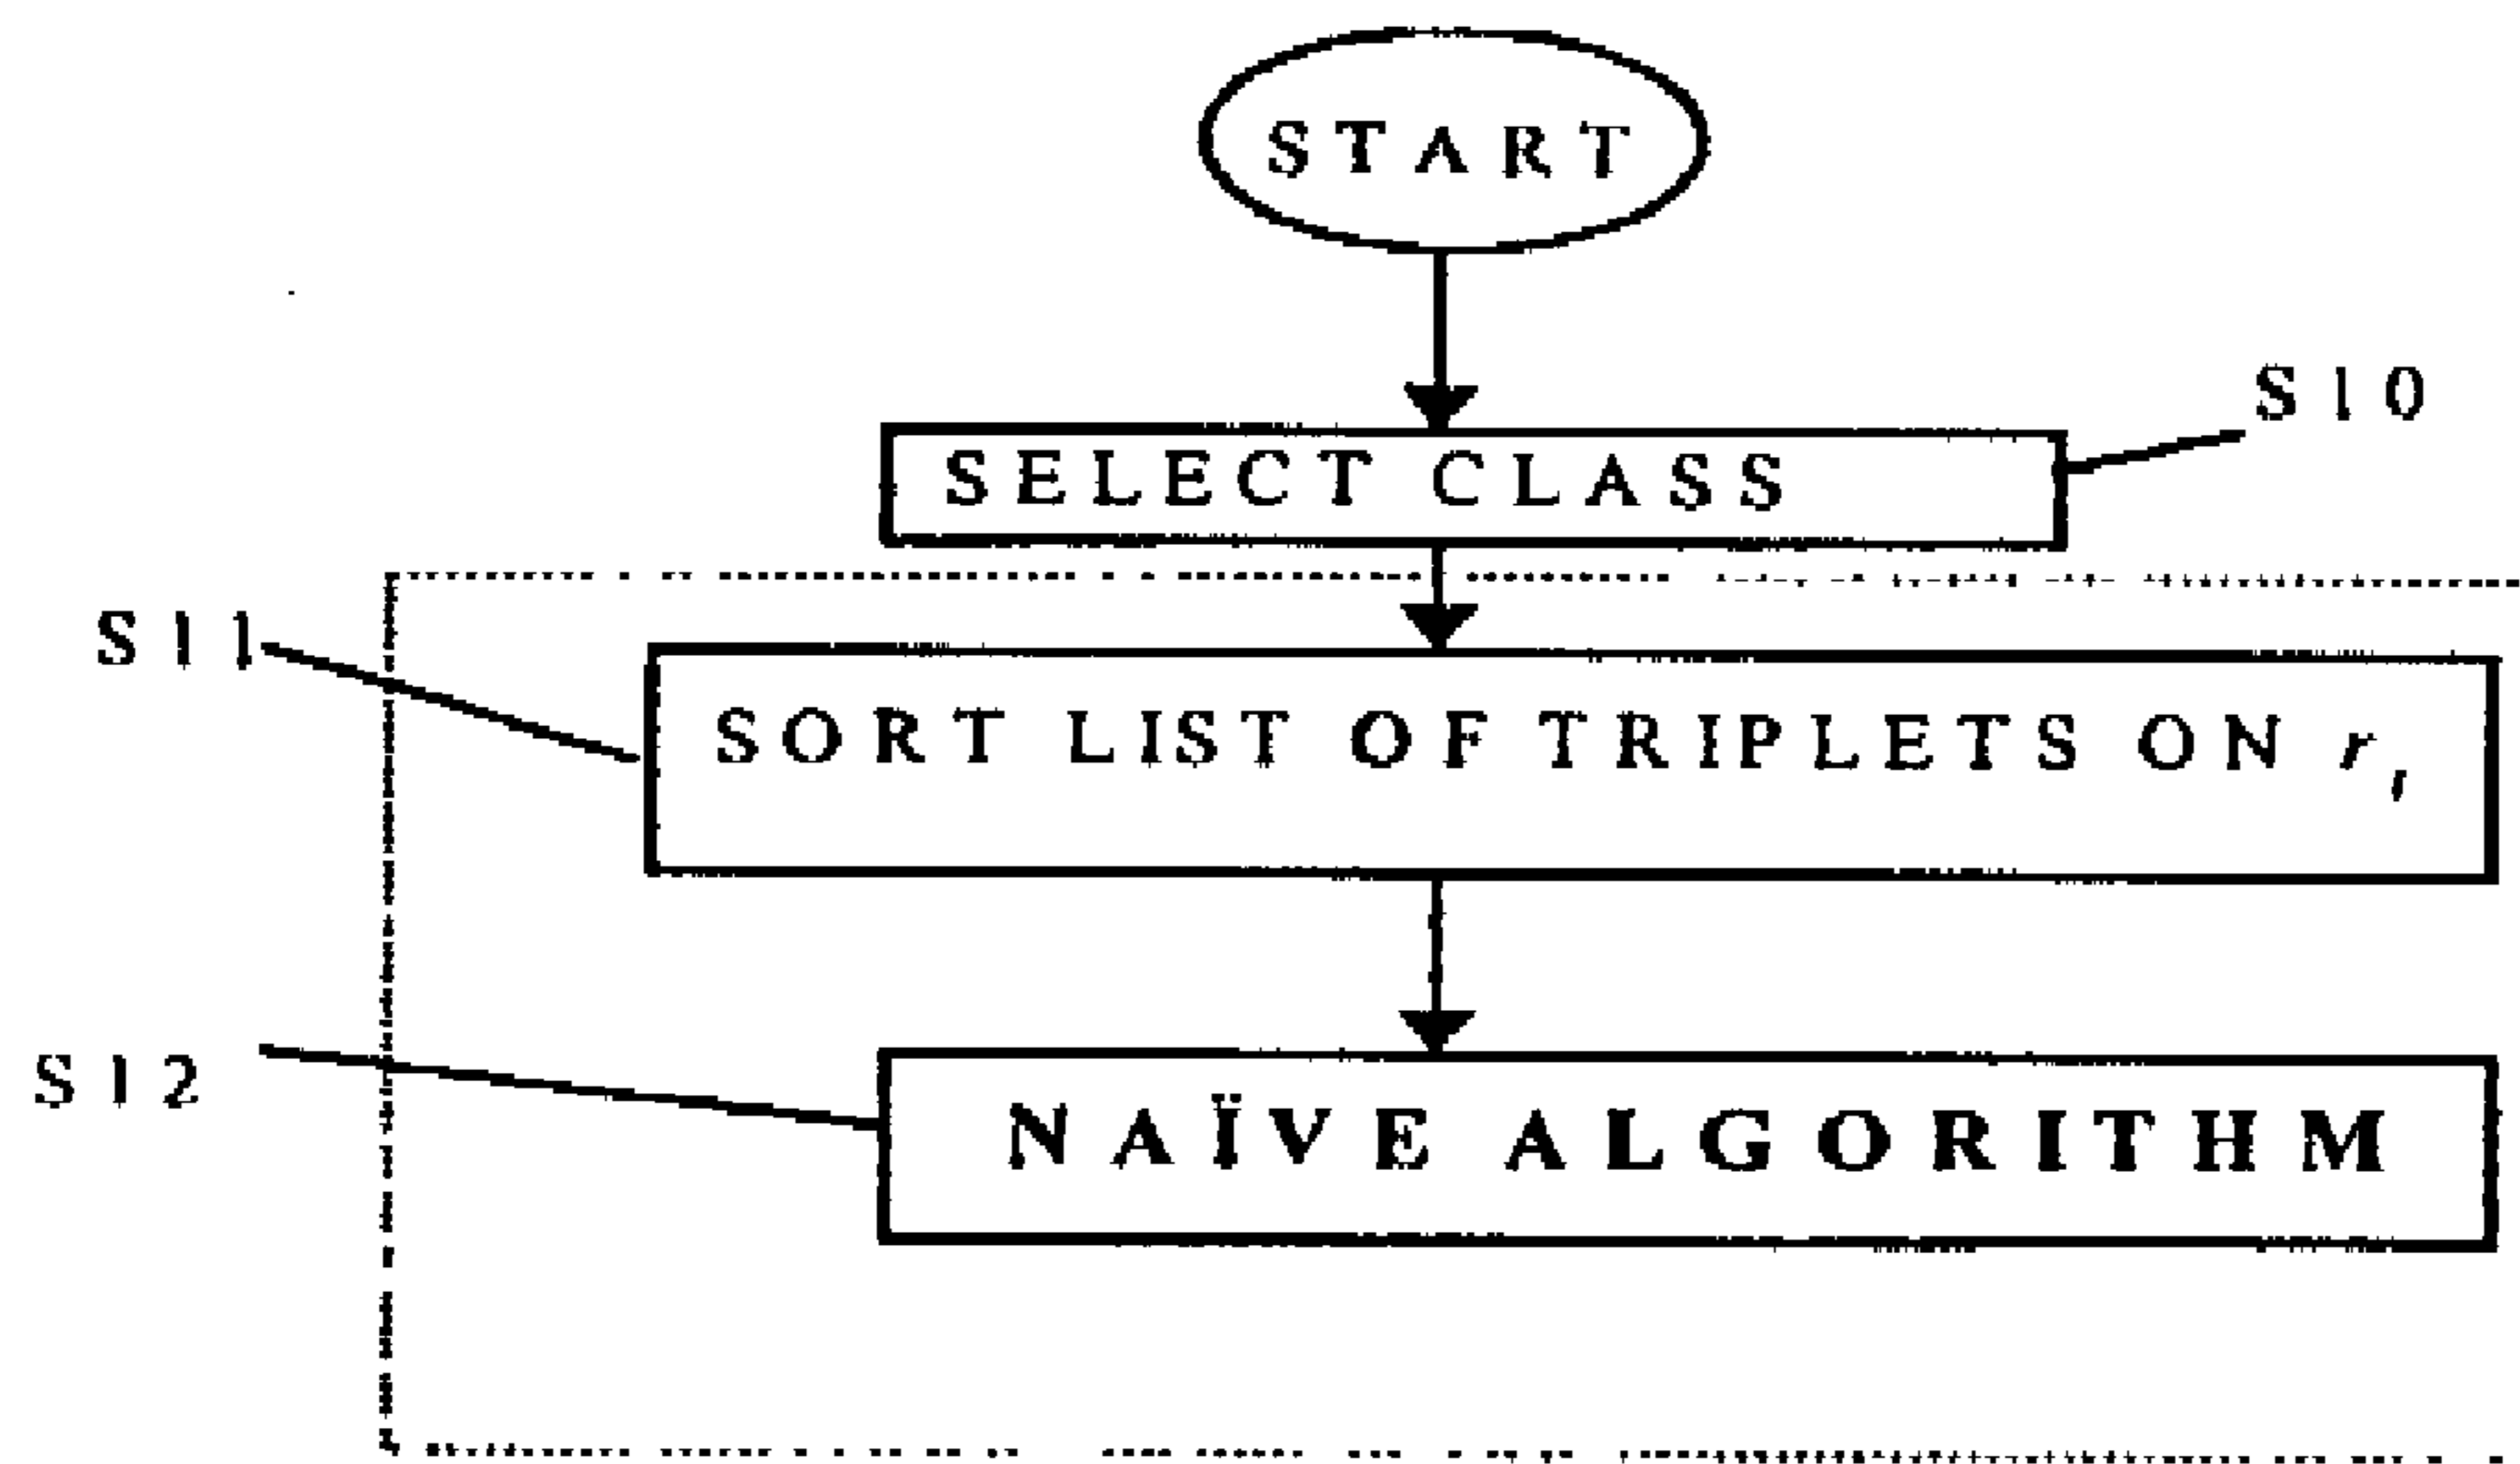 START
S10
SELECT CLASS
S11
SORT LIST OF TRIPLETS ON r
S12
NAÏVE ALGORITHM